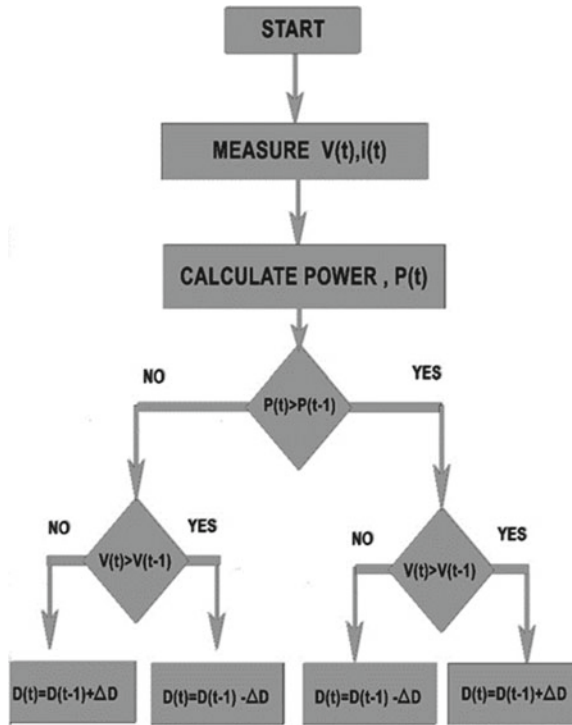 START
MEASURE V(t),i(t)
CALCULATE POWER , P(t)
NO
YES
P(t)>P(t-1)
NO
YES
NO
YES
V(t)>V(t-1)
V(t)>V(t-1)
D(t)=D(t-1)+ΔD
D(t)=D(t-1) -ΔD
D(t)=D(t-1) -ΔD
D(t)=D(t-1)+ΔD